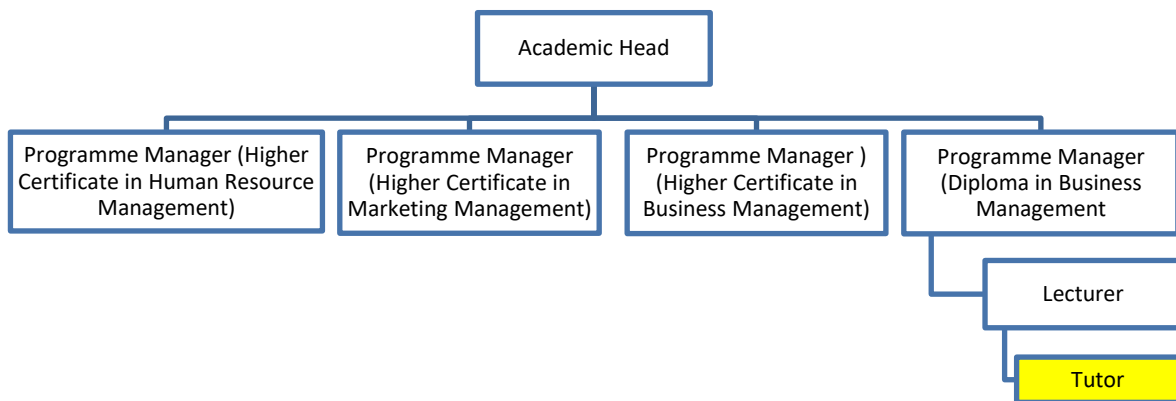 Academic Head
Programme Manager (Higher
Certificate in Human Resource
Management)
Programme Manager
(Higher Certificate in
Marketing Management)
Programme Manager )
(Higher Certificate in
Business Management)
Programme Manager
(Diploma in Business
Management
Lecturer
Tutor